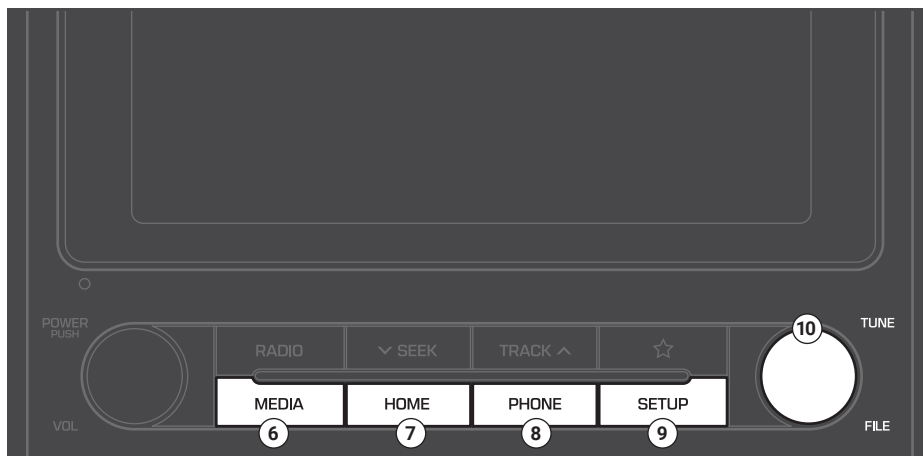 10
POWER
PUSH
TUNE
RADIO
SEEK
TRACK
MEDIA
HOME
PHONE
SETUP
VOL
FILE
6
7
8
9